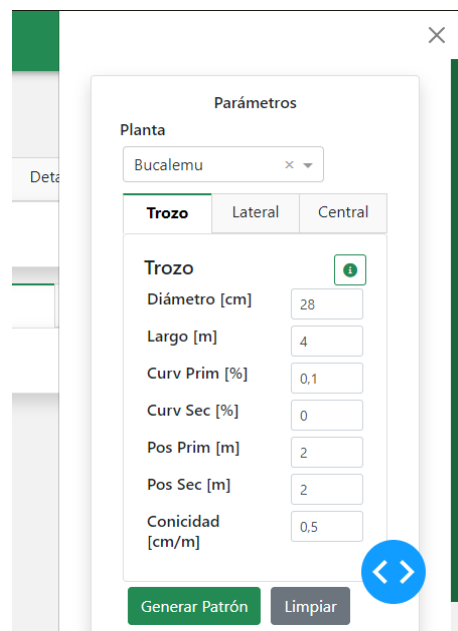 Parámetros
Planta
Bucalemu
Deta
Trozo Lateral Central
Trozo
Diámetro [cm] 28
Largo [m] 4
Curv Prim [%] 0,1
Curv Sec [%] 0
Pos Prim [m] 2
Pos Sec [m] 2
Conicidad
[cm/m] 0,5
Generar Patrón Limpiar